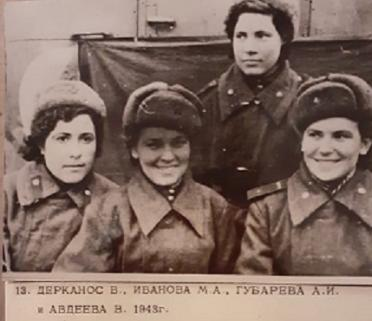 13. ДЕРКАНОС В., ИВАНОВА М.А., ГУБАРЕВА А.И.
и АВДЕЕВА В. 1943г.